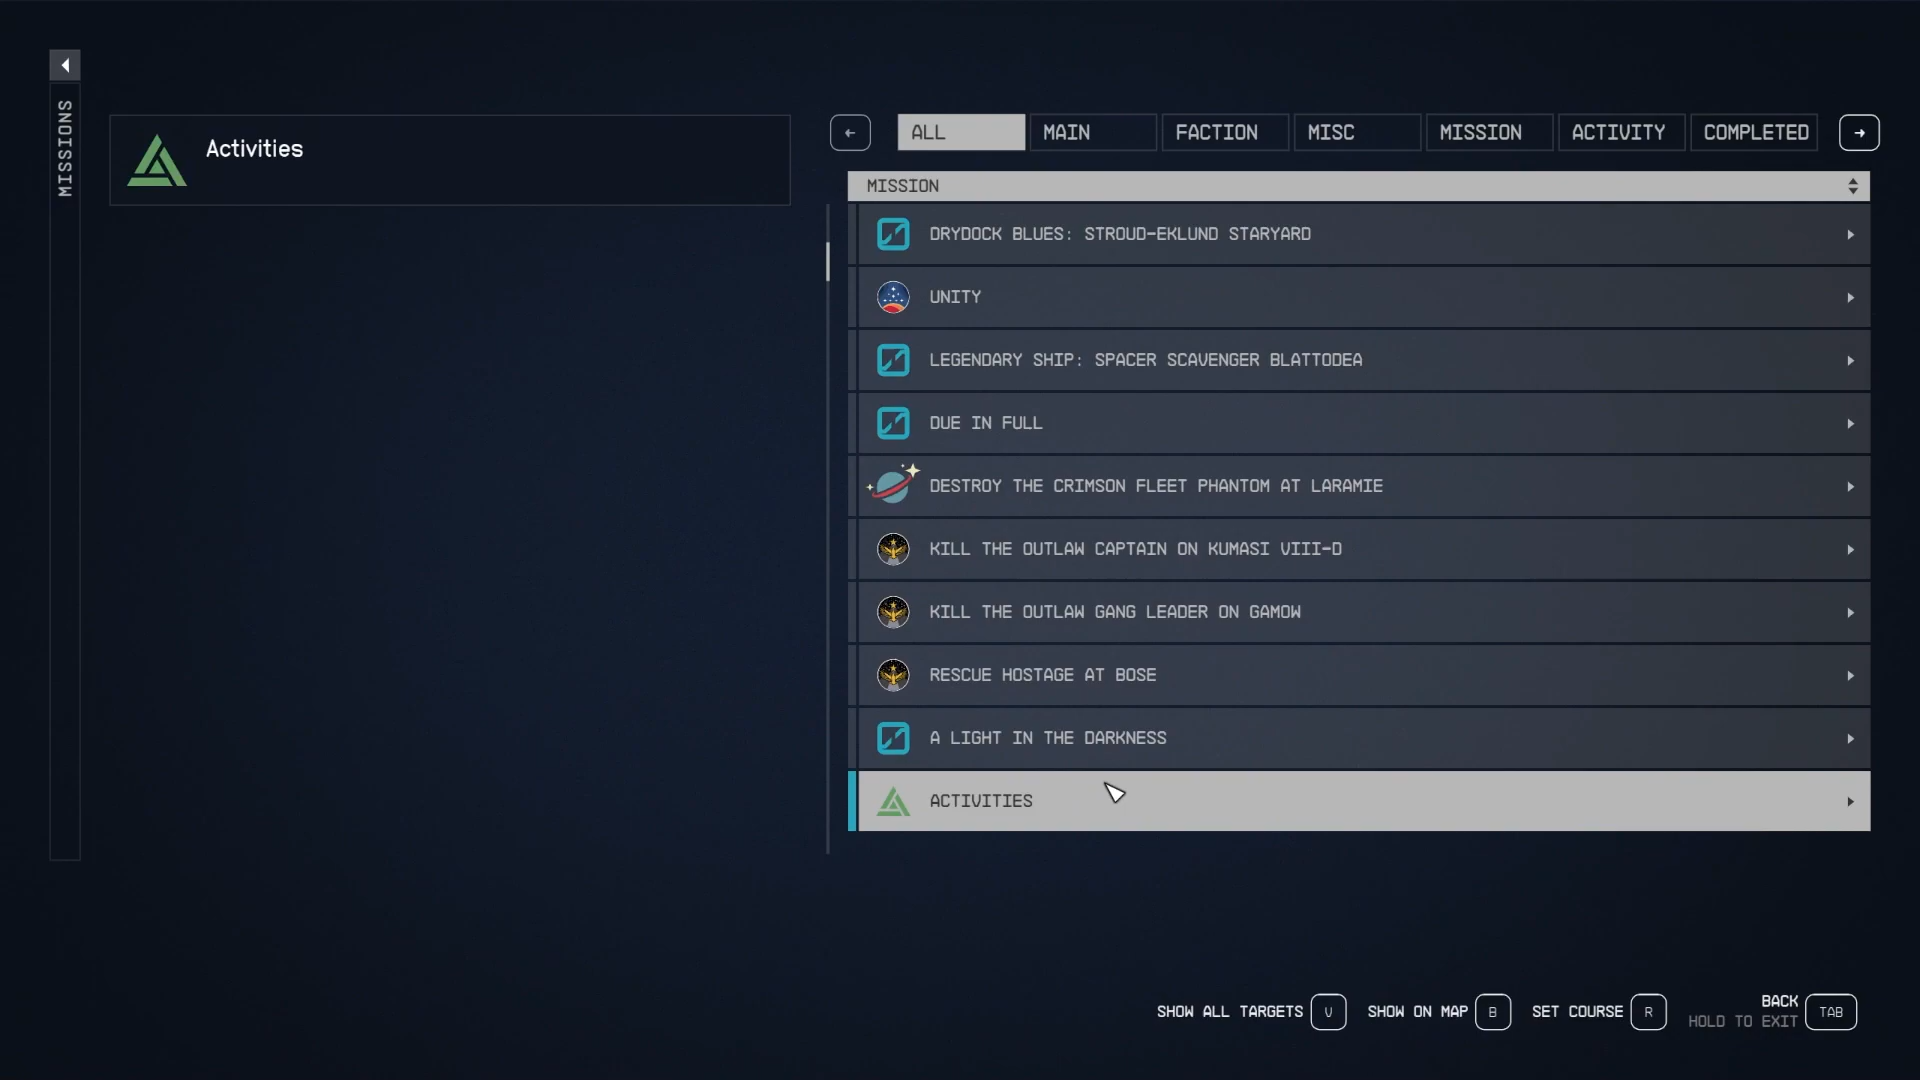 MISSIONS
Activities
ALL MAIN FACTION MISC MISSION ACTIVITY COMPLETED
MISSION
DRYDOCK BLUES: STROUD-EKLUND STARYARD
UNITY
LEGENDARY SHIP: SPACER SCAVENGER BLATTODEA
DUE IN FULL
DESTROY THE CRIMSON FLEET PHANTOM AT LARAMIE
KILL THE OUTLAW CAPTAIN ON KUMASI VIII-D
KILL THE OUTLAW GANG LEADER ON GAMOW
RESCUE HOSTAGE AT BOSE
A LIGHT IN THE DARKNESS
ACTIVITIES
SHOW ALL TARGETS V SHOW ON MAP B SET COURSE R BACK TAB
HOLD TO EXIT